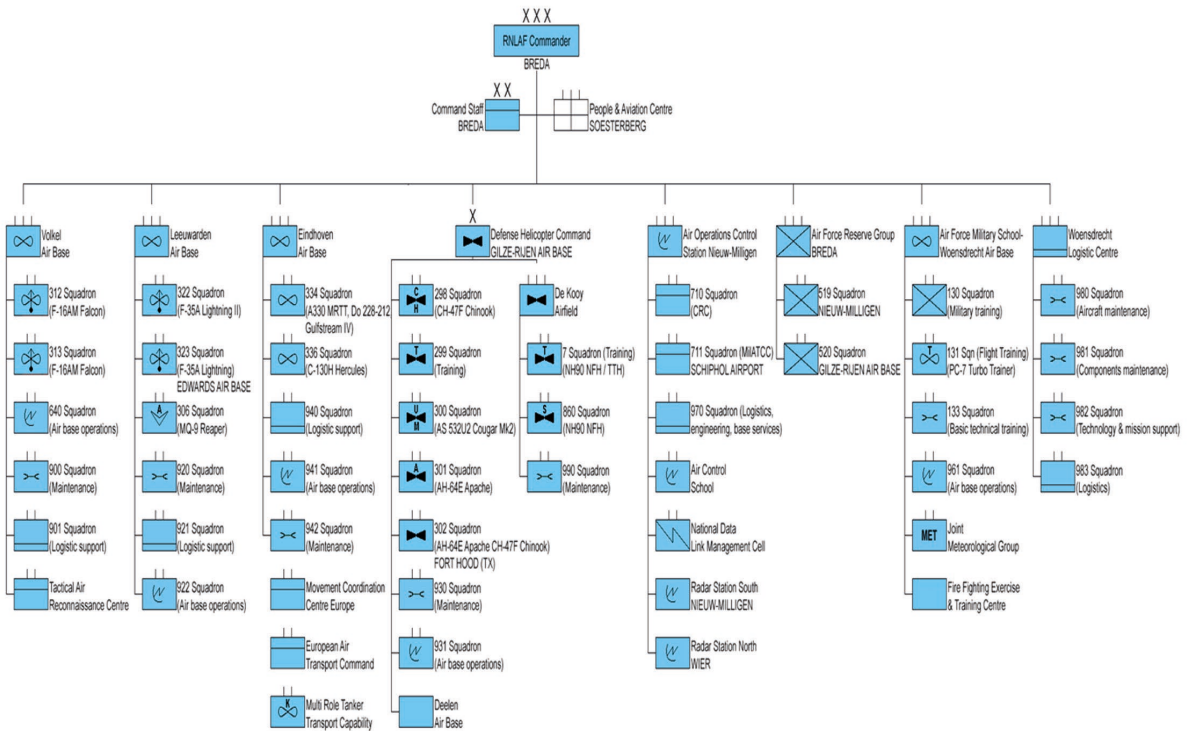 X X X
RNLAF Commander
BREDA
X X
Command Staff
BREDA
People & Aviation Centre
SOESTERBERG
Volkel
Air Base
312 Squadron
(F-16AM Falcon)
313 Squadron
(F-16AM Falcon)
640 Squadron
(Air base operations)
900 Squadron
(Maintenance)
901 Squadron
(Logistic support)
Tactical Air
Reconnaissance Centre
Leeuwarden
Air Base
322 Squadron
(F-35A Lightning II)
323 Squadron
(F-35A Lightning)
EDWARDS AIR BASE
A
306 Squadron
(MQ-9 Reaper)
920 Squadron
(Maintenance)
921 Squadron
(Logistic support)
922 Squadron
(Air base operations)
Eindhoven
Air Base
334 Squadron
(A330 MRTT, Do 228-212
Gulfstream IV)
336 Squadron
(C-130H Hercules)
940 Squadron
(Logistic support)
941 Squadron
(Air base operations)
942 Squadron
(Maintenance)
Movement Coordination
Centre Europe
European Air
Transport Command
K
Multi Role Tanker
Transport Capability
X
Defense Helicopter Command
GILZE-RIJEN AIR BASE
C
H
298 Squadron
(CH-47F Chinook)
T
299 Squadron
(Training)
U
M
300 Squadron
(AS 532U2 Cougar Mk2)
A
301 Squadron
(AH-64E Apache)
302 Squadron
(AH-64E Apache CH-47F Chinook)
FORT HOOD (TX)
930 Squadron
(Maintenance)
931 Squadron
(Air base operations)
Deelen
Air Base
De Kooy
Airfield
T
7 Squadron (Training)
(NH90 NFH / TTH)
S
860 Squadron
(NH90 NFH)
990 Squadron
(Maintenance)
Air Operations Control
Station Nieuw-Milligen
710 Squadron
(CRC)
711 Squadron (MilATCC)
SCHIPHOL AIRPORT
970 Squadron (Logistics,
engineering, base services)
Air Control
School
National Data
Link Management Cell
Radar Station South
NIEUW-MILLIGEN
Radar Station North
WIER
Air Force Reserve Group
BREDA
519 Squadron
NIEUW-MILLIGEN
520 Squadron
GILZE-RIJEN AIR BASE
Air Force Military School-
Woensdrecht Air Base
130 Squadron
(Military training)
T
131 Sqn (Flight Training)
(PC-7 Turbo Trainer)
133 Squadron
(Basic technical training)
961 Squadron
(Air base operations)
MET
Joint
Meteorological Group
Fire Fighting Exercise
& Training Centre
Woensdrecht
Logistic Centre
980 Squadron
(Aircraft maintenance)
981 Squadron
(Components maintenance)
982 Squadron
(Technology & mission support)
983 Squadron
(Logistics)